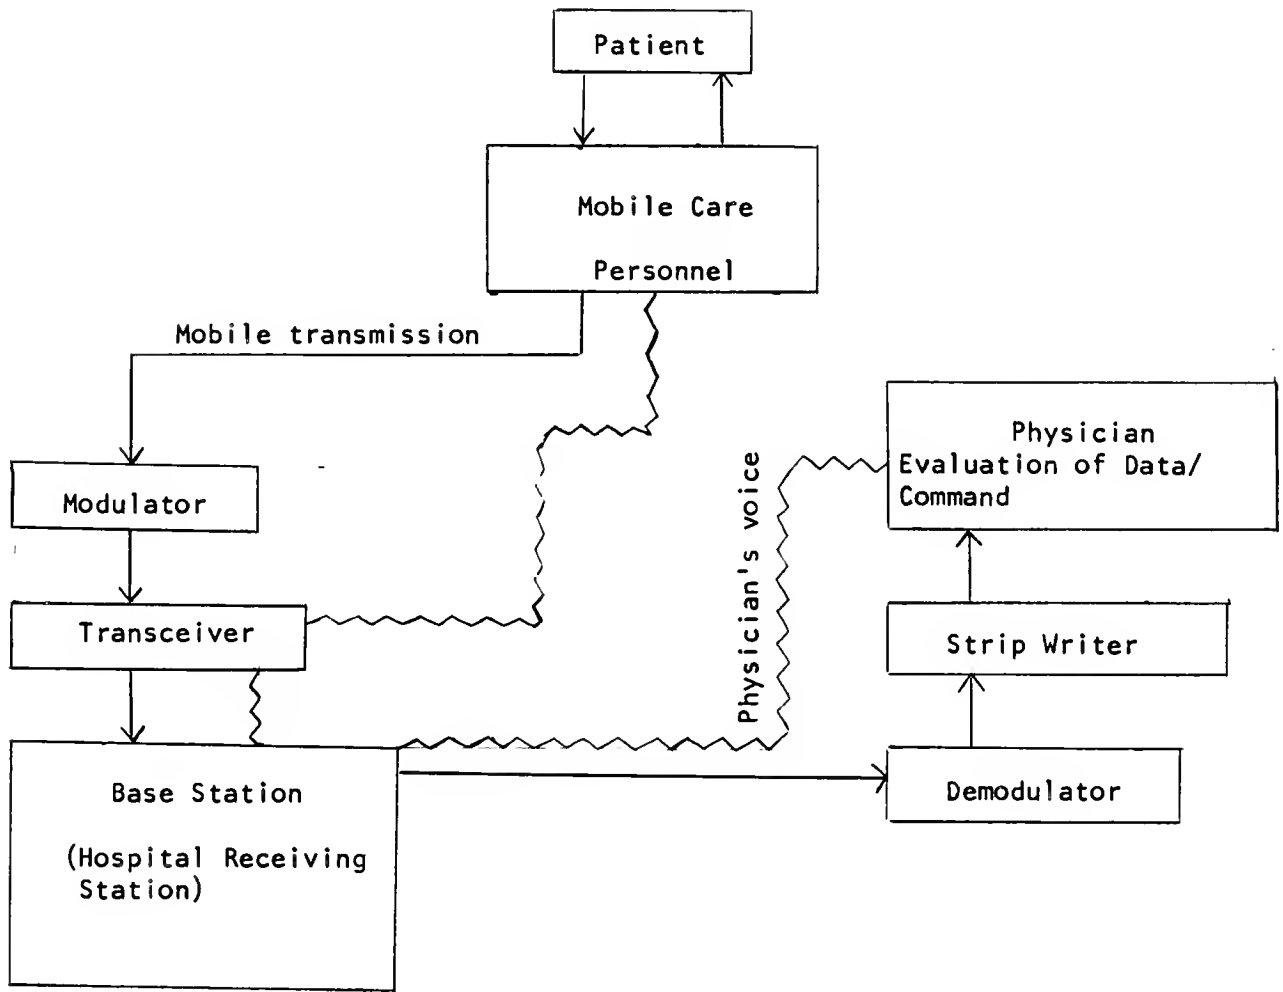 Patient
Mobile Care
Personnel
Mobile transmission
Physician
Evaluation of Data/
Command
Modulator
Physician's voice
Transceiver
Strip Writer
Base Station
(Hospital Receiving
Station)
Demodulator